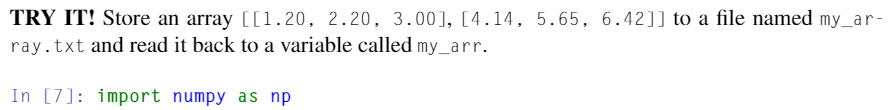 TRY IT! Store an array [[1.20, 2.20, 3.00], [4.14, 5.65, 6.42]] to a file named my_ar-
ray.txt and read it back to a variable called my_arr.
In [7]: import numpy as np